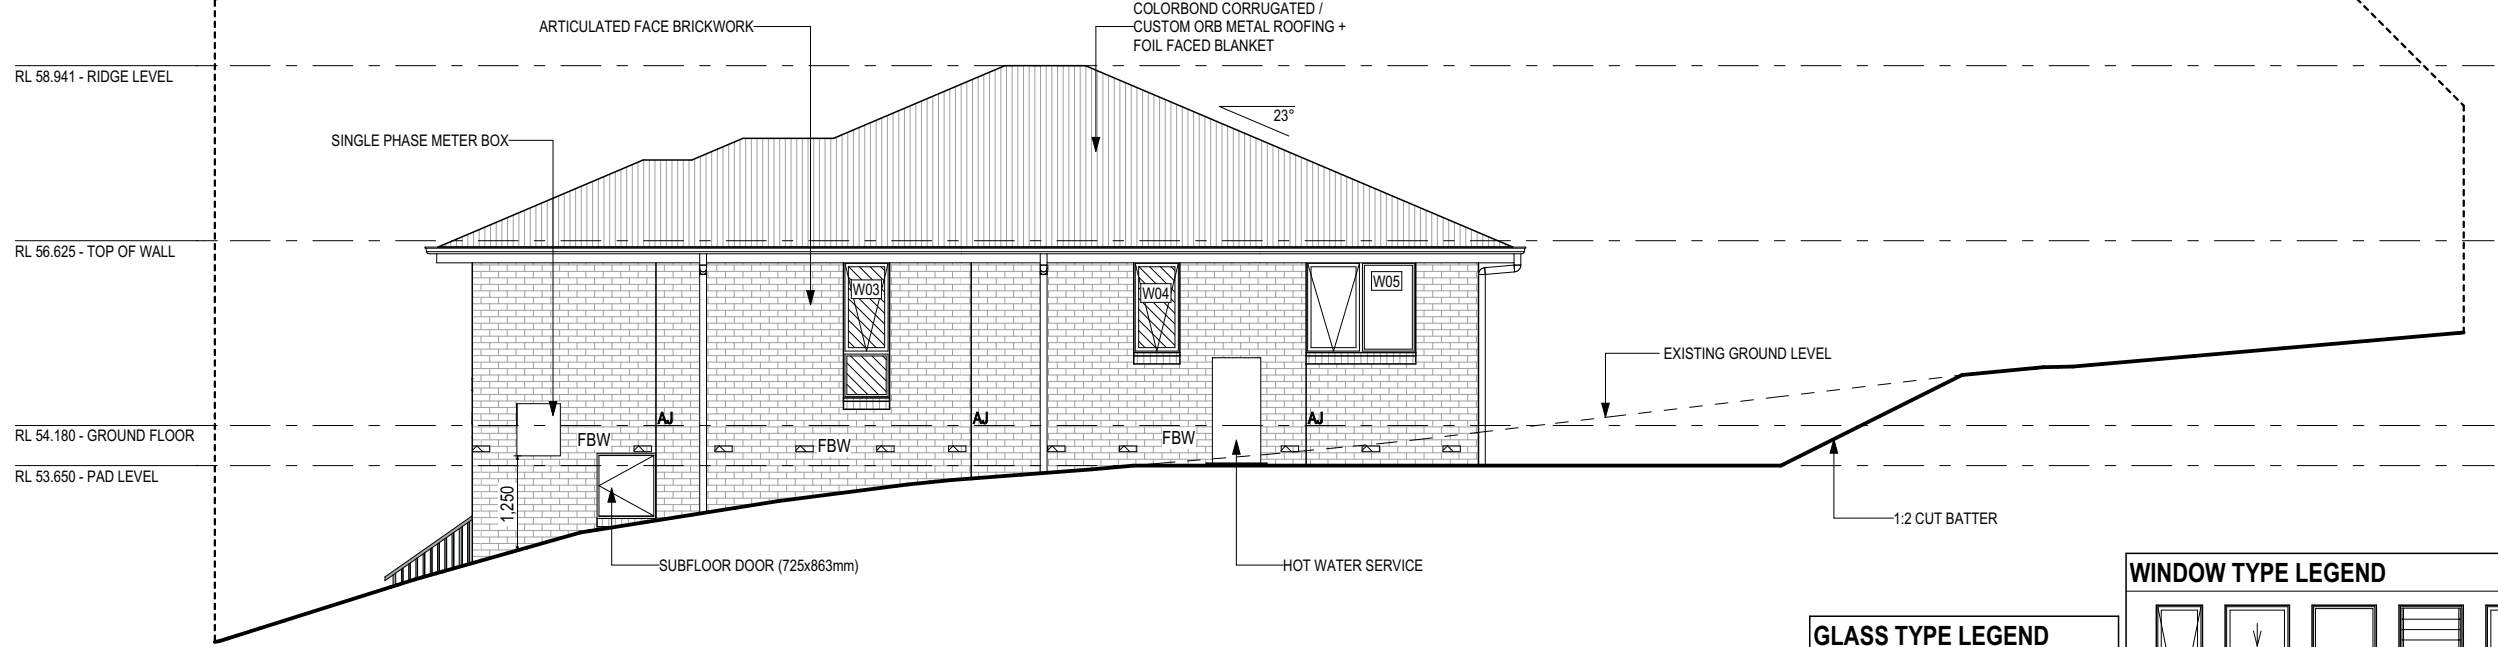 COLORBOND CORRUGATED /
CUSTOM ORB METAL ROOFING +
FOIL FACED BLANKET
ARTICULATED FACE BRICKWORK
RL 58.941 - RIDGE LEVEL
23°
SINGLE PHASE METER BOX
RL 56.625 - TOP OF WALL
W03
W04
W05
EXISTING GROUND LEVEL
AJ
AJ
AJ
RL 54.180 - GROUND FLOOR
FBW
FBW
FBW
RL 53.650 - PAD LEVEL
1,250
1:2 CUT BATTER
SUBFLOOR DOOR (725x863mm)
HOT WATER SERVICE
WINDOW TYPE LEGEND
GLASS TYPE LEGEND